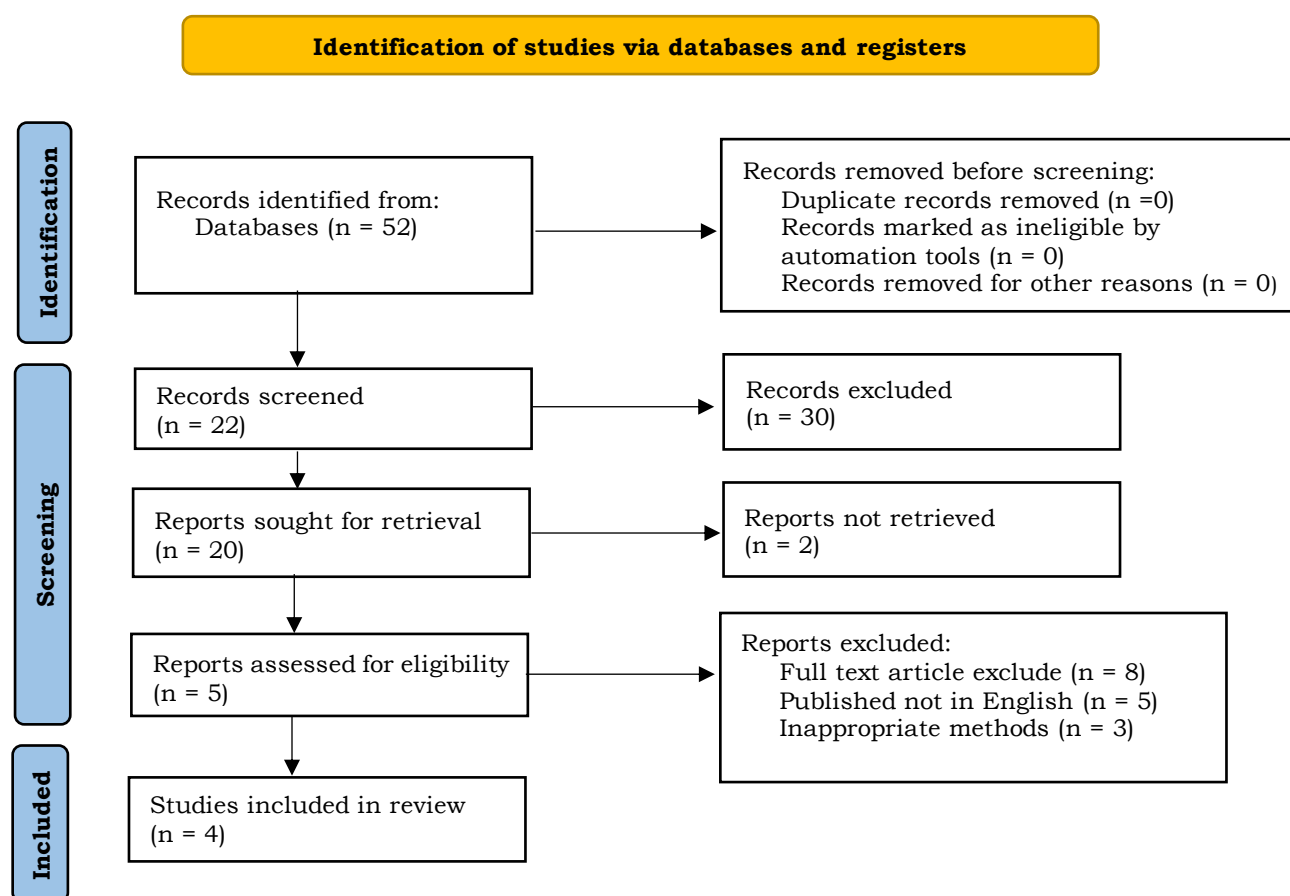 Identification of studies via databases and registers
Identification
Records identified from:
Databases (n = 52)
Records removed before screening:
Duplicate records removed (n =0)
Records marked as ineligible by
automation tools (n = 0)
Records removed for other reasons (n = 0)
Screening
Records screened
(n = 22)
Records excluded
(n = 30)
Reports sought for retrieval
(n = 20)
Reports not retrieved
(n = 2)
Reports assessed for eligibility
(n = 5)
Reports excluded:
Full text article exclude (n = 8)
Published not in English (n = 5)
Inappropriate methods (n = 3)
Included
Studies included in review
(n = 4)